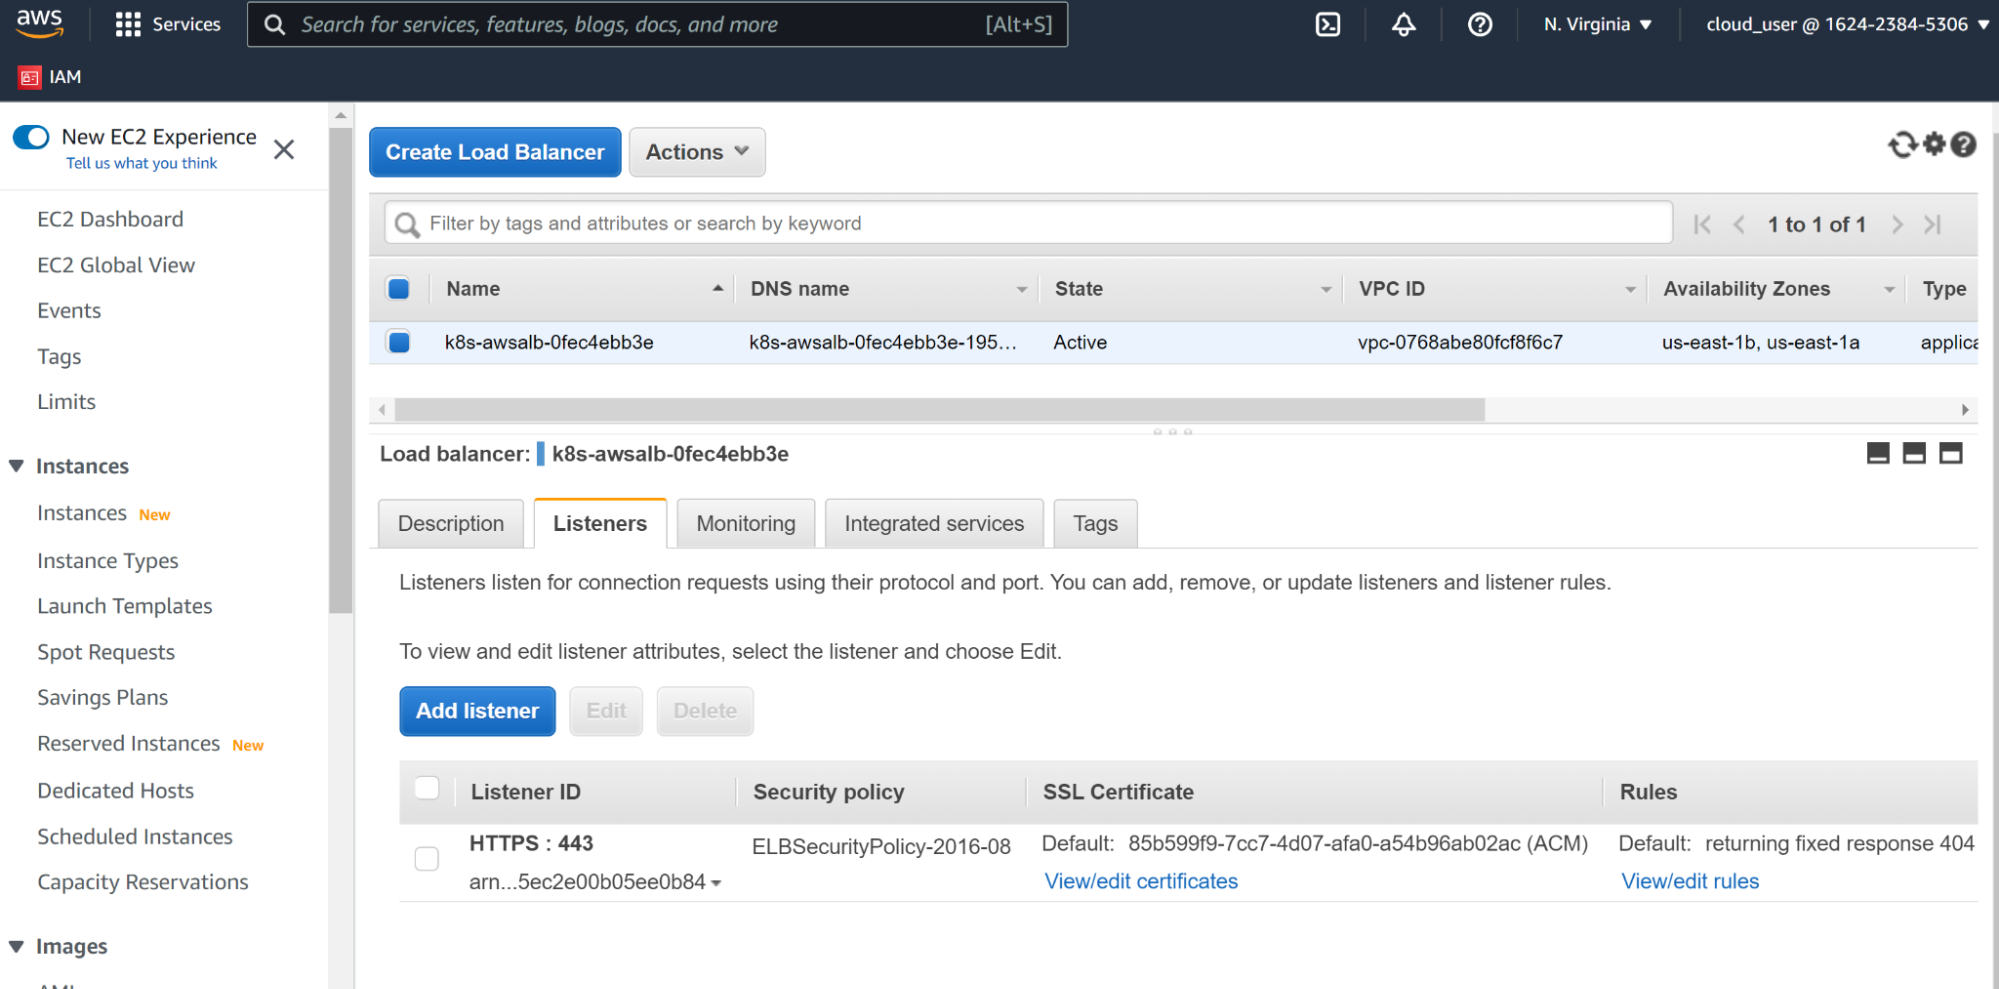 aws
Services
Search for services, features, blogs, docs, and more [Alt+S]
N. Virginia
cloud_user @ 1624-2384-5306
IAM
New EC2 Experience
Tell us what you think
EC2 Dashboard
EC2 Global View
Events
Tags
Limits
Instances
Instances New
Instance Types
Launch Templates
Spot Requests
Savings Plans
Reserved Instances New
Dedicated Hosts
Scheduled Instances
Capacity Reservations
Images
Create Load Balancer
Actions
Filter by tags and attributes or search by keyword
1 to 1 of 1
Name DNS name State VPC ID Availability Zones Type
k8s-awsalb-0fec4ebb3e k8s-awsalb-0fec4ebb3e-195... Active vpc-0768abe80fcf8f6c7 us-east-1b, us-east-1a applica
Load balancer: k8s-awsalb-0fec4ebb3e
Description Listeners Monitoring Integrated services Tags
Listeners listen for connection requests using their protocol and port. You can add, remove, or update listeners and listener rules.
To view and edit listener attributes, select the listener and choose Edit.
Add listener Edit Delete
Listener ID Security policy SSL Certificate Rules
HTTPS : 443 ELBSecurityPolicy-2016-08 Default: 85b599f9-7cc7-4d07-afa0-a54b96ab02ac (ACM) Default: returning fixed response 404
arn...5ec2e00b05ee0b84 View/edit certificates View/edit rules